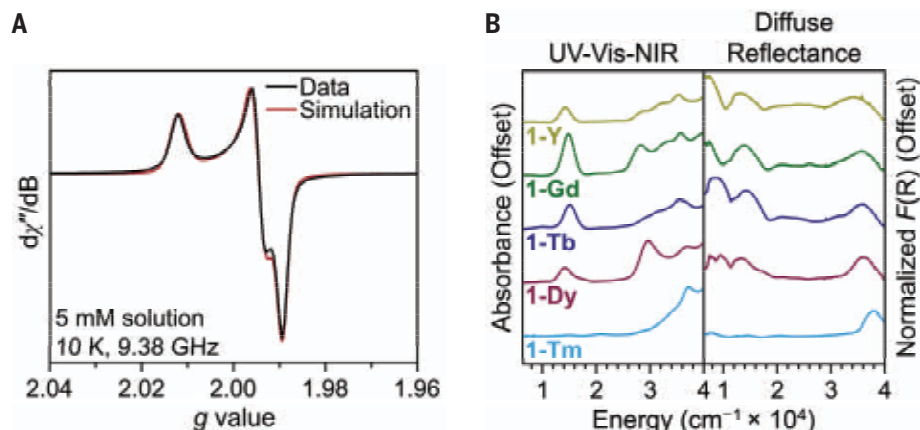 A
Data
Simulation
dχ″/dB
5 mM solution
10 K, 9.38 GHz
2.04 2.02 2.00 1.98 1.96
g value
B
Diffuse
UV-Vis-NIR Reflectance
Absorbance (Offset)
1-Y
1-Gd
1-Tb
1-Dy
1-Tm
Normalized F(R) (Offset)
1 2 3 4 1 2 3 4
Energy (cm⁻¹ × 10⁴)